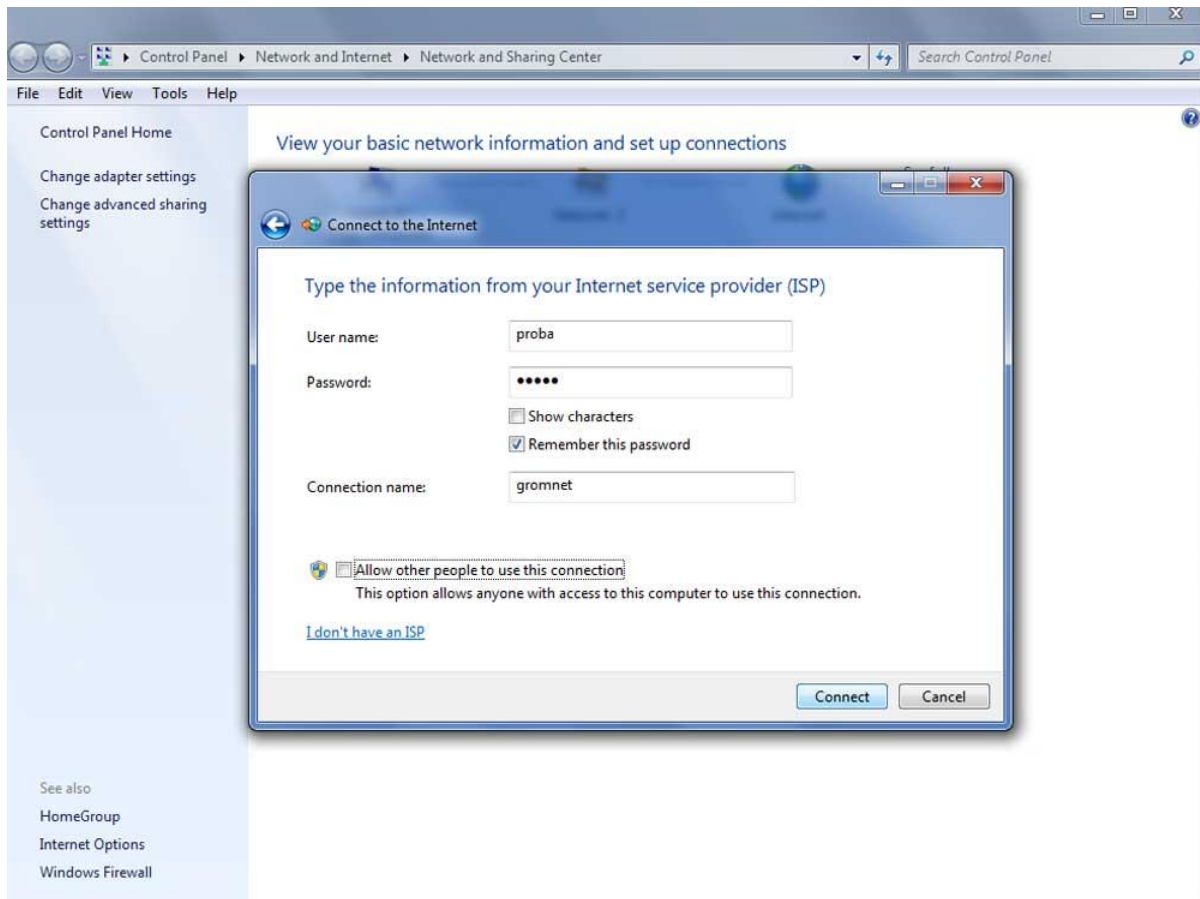 Control Panel Network and Internet Network and Sharing Center Search Control Panel
File Edit View Tools Help
Control Panel Home
Change adapter settings
Change advanced sharing
settings
View your basic network information and set up connections
Connect to the Internet
Type the information from your Internet service provider (ISP)
User name: proba
Password: •••••
Show characters
Remember this password
Connection name: gromnet
Allow other people to use this connection
This option allows anyone with access to this computer to use this connection.
I don't have an ISP
Connect Cancel
See also
HomeGroup
Internet Options
Windows Firewall